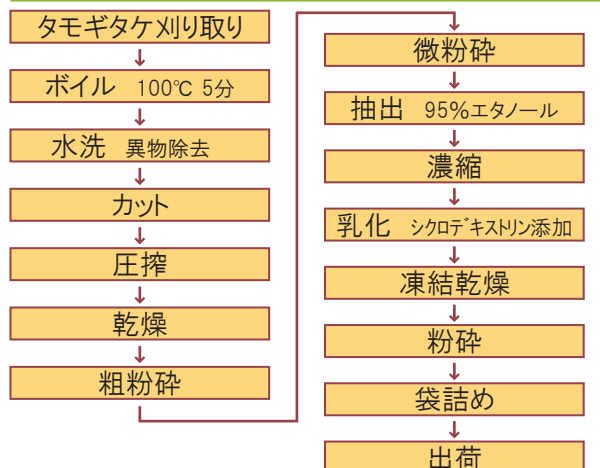 タモギタケ刈り取り
ボイル 100℃ 5分
水洗 異物除去
カット
圧搾
乾燥
粗粉砕
微粉砕
抽出 95%エタノール
濃縮
乳化 シクロデキストリン添加
凍結乾燥
粉砕
袋詰め
出荷